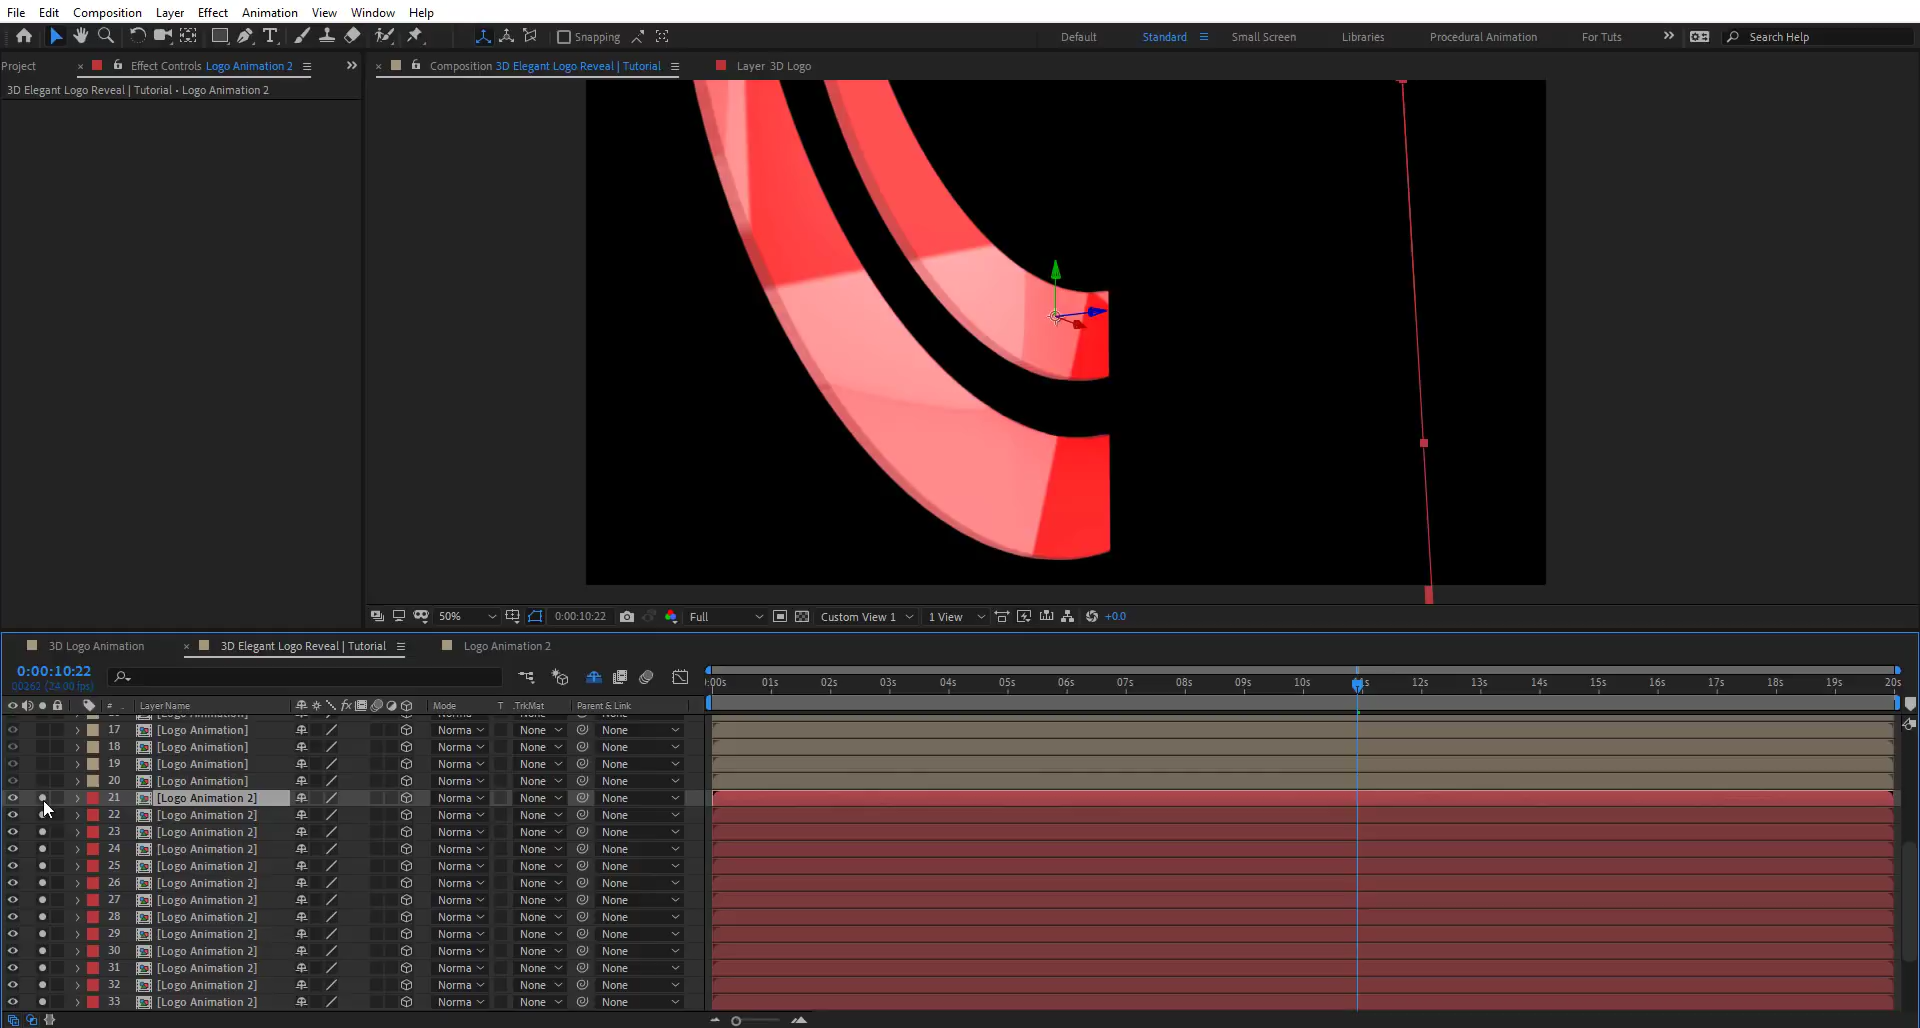 File Edit Composition Layer Effect Animation View Window Help
Snapping Default Standard Small Screen Libraries Procedural Animation For Tuts Search Help
Project Effect Controls Logo Animation 2 Composition 3D Elegant Logo Reveal | Tutorial Layer 3D Logo
3D Elegant Logo Reveal | Tutorial • Logo Animation 2
50% 0:00:10:22 Full Custom View 1 1 View +0.0
3D Logo Animation 3D Elegant Logo Reveal | Tutorial Logo Animation 2
0:00:10:22
00262 (24.00 fps)
:00s 01s 02s 03s 04s 05s 06s 07s 08s 09s 10s 12s 13s 14s 15s 16s 17s 18s 19s 20s
# Layer Name fx Mode T .TrkMat Parent & Link
17 [Logo Animation] Norma None None
18 [Logo Animation] Norma None None
19 [Logo Animation] Norma None None
20 [Logo Animation] Norma None None
21 [Logo Animation 2] Norma None None
22 [Logo Animation 2] Norma None None
23 [Logo Animation 2] Norma None None
24 [Logo Animation 2] Norma None None
25 [Logo Animation 2] Norma None None
26 [Logo Animation 2] Norma None None
27 [Logo Animation 2] Norma None None
28 [Logo Animation 2] Norma None None
29 [Logo Animation 2] Norma None None
30 [Logo Animation 2] Norma None None
31 [Logo Animation 2] Norma None None
32 [Logo Animation 2] Norma None None
33 [Logo Animation 2] Norma None None